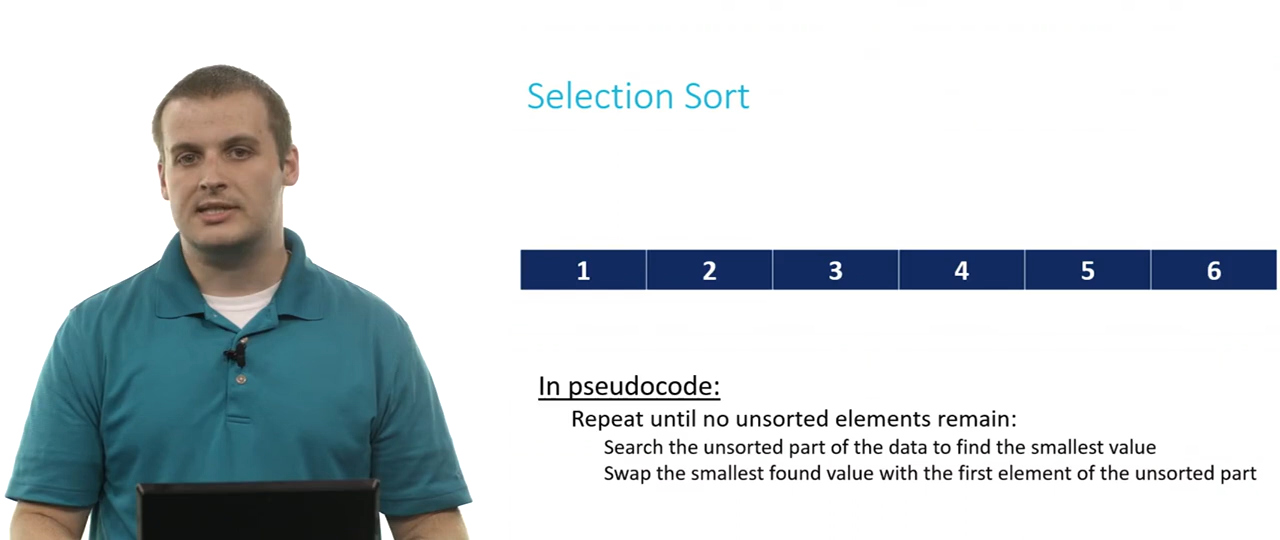 Selection Sort
1 2 3 4 5 6
In pseudocode:
Repeat until no unsorted elements remain:
Search the unsorted part of the data to find the smallest value
Swap the smallest found value with the first element of the unsorted part